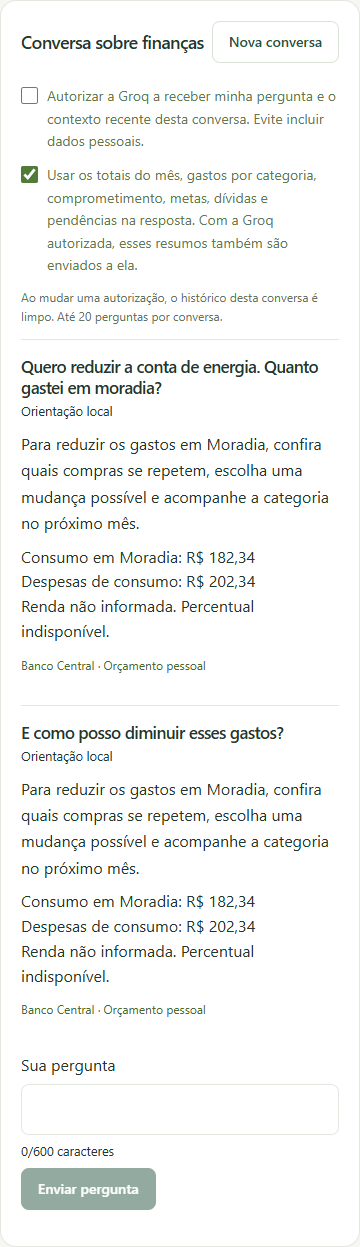 Conversa sobre finanças
Nova conversa
Autorizar a Groq a receber minha pergunta e o
contexto recente desta conversa. Evite incluir
dados pessoais.
Usar os totais do mês, gastos por categoria,
comprometimento, metas, dívidas e
pendências na resposta. Com a Groq
autorizada, esses resumos também são
enviados a ela.
Ao mudar uma autorização, o histórico desta conversa é
limpo. Até 20 perguntas por conversa.
Quero reduzir a conta de energia. Quanto
gastei em moradia?
Orientação local
Para reduzir os gastos em Moradia, confira
quais compras se repetem, escolha uma
mudança possível e acompanhe a categoria
no próximo mês.
Consumo em Moradia: R$ 182,34
Despesas de consumo: R$ 202,34
Renda não informada. Percentual
indisponível.
Banco Central · Orçamento pessoal
E como posso diminuir esses gastos?
Orientação local
Para reduzir os gastos em Moradia, confira
quais compras se repetem, escolha uma
mudança possível e acompanhe a categoria
no próximo mês.
Consumo em Moradia: R$ 182,34
Despesas de consumo: R$ 202,34
Renda não informada. Percentual
indisponível.
Banco Central · Orçamento pessoal
Sua pergunta
0/600 caracteres
Enviar pergunta